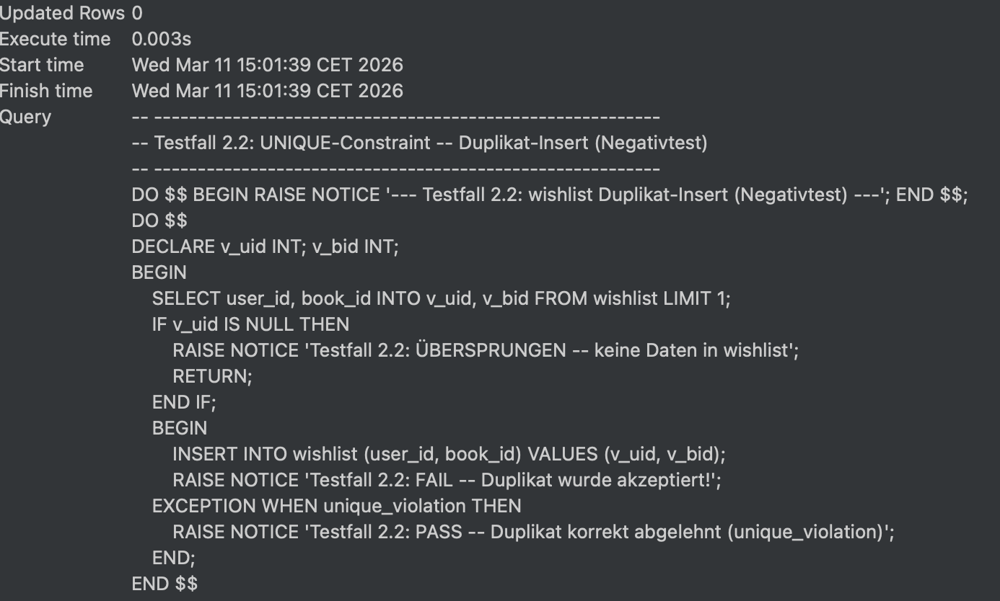 Updated Rows 0
Execute time 0.003s
Start time Wed Mar 11 15:01:39 CET 2026
Finish time Wed Mar 11 15:01:39 CET 2026
Query -- ----------------------------------------------------------
-- Testfall 2.2: UNIQUE-Constraint -- Duplikat-Insert (Negativtest)
-- ----------------------------------------------------------
DO $$ BEGIN RAISE NOTICE '--- Testfall 2.2: wishlist Duplikat-Insert (Negativtest) ---'; END $$;
DO $$
DECLARE v_uid INT; v_bid INT;
BEGIN
SELECT user_id, book_id INTO v_uid, v_bid FROM wishlist LIMIT 1;
IF v_uid IS NULL THEN
RAISE NOTICE 'Testfall 2.2: ÜBERSPRUNGEN -- keine Daten in wishlist';
RETURN;
END IF;
BEGIN
INSERT INTO wishlist (user_id, book_id) VALUES (v_uid, v_bid);
RAISE NOTICE 'Testfall 2.2: FAIL -- Duplikat wurde akzeptiert!';
EXCEPTION WHEN unique_violation THEN
RAISE NOTICE 'Testfall 2.2: PASS -- Duplikat korrekt abgelehnt (unique_violation)';
END;
END $$